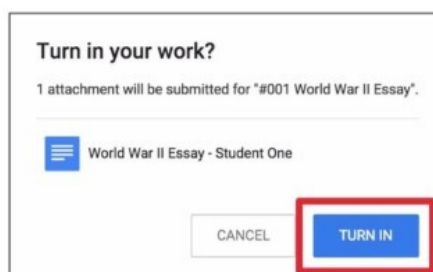 Turn in your work?
1 attachment will be submitted for "#001 World War II Essay".
World War II Essay - Student One
CANCEL
TURN IN